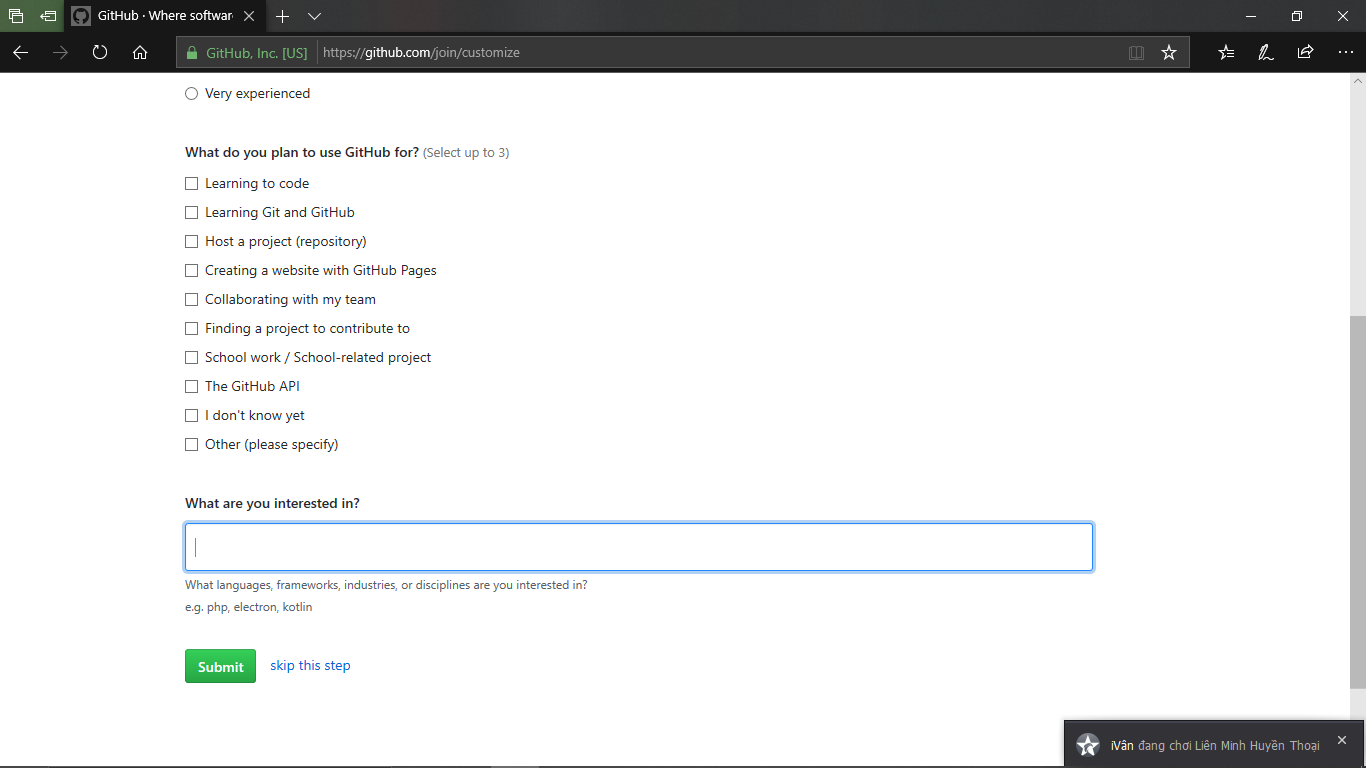 GitHub · Where softwar
GitHub, Inc. [US]
https://github.com/join/customize
Very experienced
What do you plan to use GitHub for? (Select up to 3)
Learning to code
Learning Git and GitHub
Host a project (repository)
Creating a website with GitHub Pages
Collaborating with my team
Finding a project to contribute to
School work / School-related project
The GitHub API
I don't know yet
Other (please specify)
What are you interested in?
What languages, frameworks, industries, or disciplines are you interested in?
e.g. php, electron, kotlin
Submit
skip this step
iVân đang chơi Liên Minh Huyền Thoại